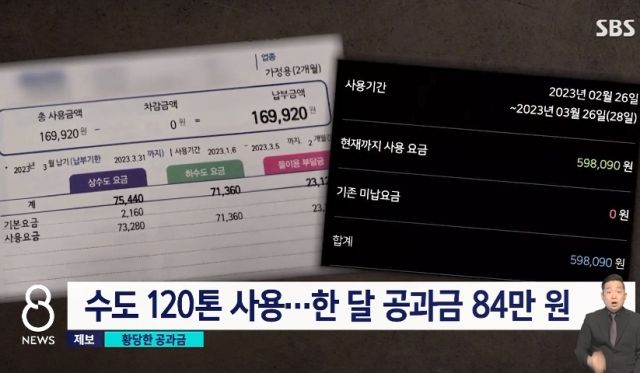 SBS
업종
가정용(2개월)
총 사용금액 차감금액 납부금액
169,920 원 - 0 원 = 169,920 원
2023년 3월 납기(납부기한 2023.3.31 까지) ( 사용기간 2023.1.6 ~ 2023.3.5 까지 2개월
상수도 요금 하수도 요금 물이용 부담금
계 75,440 71,360 23,12
기본요금 2,160
사용요금 73,280 71,360
사용기간 2023년 02월 26일
~2023년 03월 26일(28일)
현재까지 사용 요금 598,090 원
기존 미납요금 0 원
합계 598,090 원
8 NEWS
수도 120톤 사용…한 달 공과금 84만 원
제보 황당한 공과금